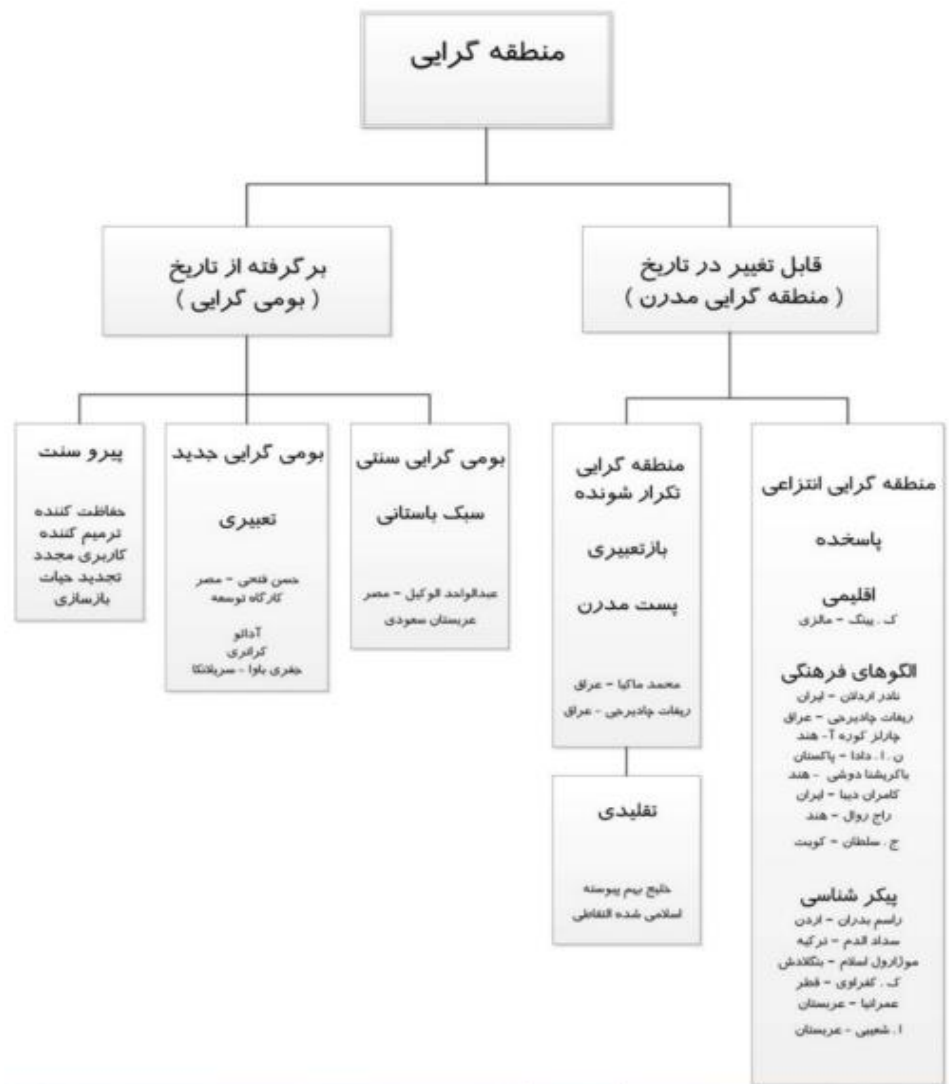 منطقه گرایی
قابل تغییر در تاریخ
( منطقه گرایی مدرن )
برگرفته از تاریخ
( بومی گرایی )
منطقه گرایی انتزاعی
پاسخده
اقلیمی
ک . یینگ – مالزی
الگوهای فرهنگی
نادر اردلان – ایران
ریفات چادیرجی – عراق
چارلز کوره آ- هند
ن . ا . دادا – پاکستان
باکریشنا دوشی - هند
کامران دیبا – ایران
راج روال – هند
ج . سلطان – کویت
پیکر شناسی
راسم بدران – اردن
سداد الدم – ترکیه
موزارول اسلام – بنگلادش
ک . کفراوی – قطر
عمرانیا – عربستان
ا . شعیبی - عربستان
منطقه گرایی
تکرار شونده
بازتعبیری
پست مدرن
محمد ماکیا – عراق
ریفات چادیرجی - عراق
تقلیدی
خلیج بهم پیوسته
اسلامی شده التقاطی
بومی گرایی سنتی
سبک باستانی
عبدالواحد الوکیل – مصر
عربستان سعودی
بومی گرایی جدید
تعبیری
حسن فتحی – مصر
کارگاه توسعه
آدائو
کراتری
جفری باوا - سریلانکا
پیرو سنت
حفاظت کننده
ترمیم کننده
کاربری مجدد
تجدید حیات
بازسازی